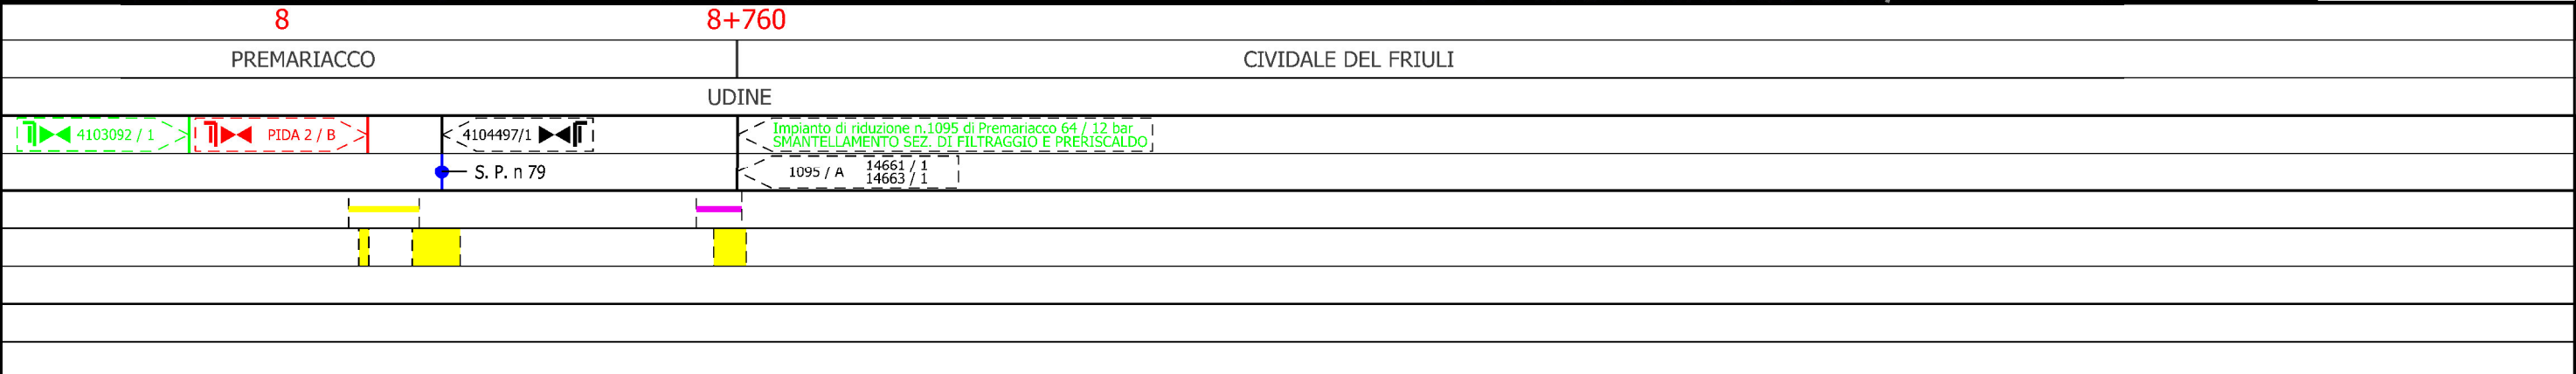 8 8+760
PREMARIACCO CIVIDALE DEL FRIULI
UDINE
4103092 / 1 PIDA 2 / B 4104497/1 Impianto di riduzione n.1095 di Premariacco 64 / 12 bar
SMANTELLAMENTO SEZ. DI FILTRAGGIO E PRERISCALDO
S. P. n 79 1095 / A 14661 / 1
14663 / 1